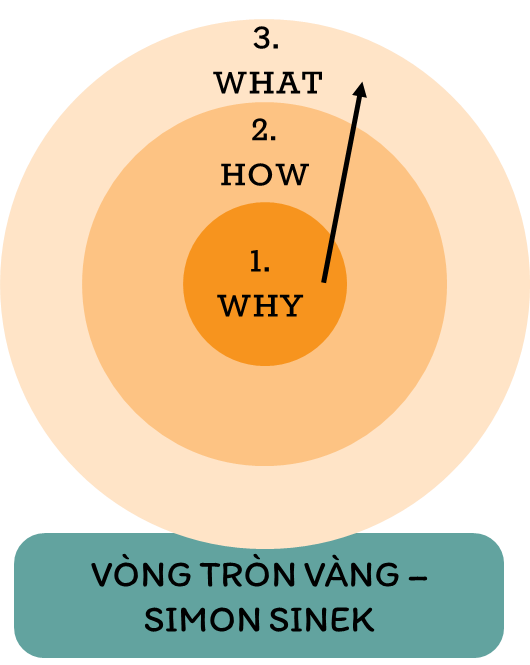 3.
WHAT
2.
HOW
1.
WHY
VÒNG TRÒN VÀNG –
SIMON SINEK